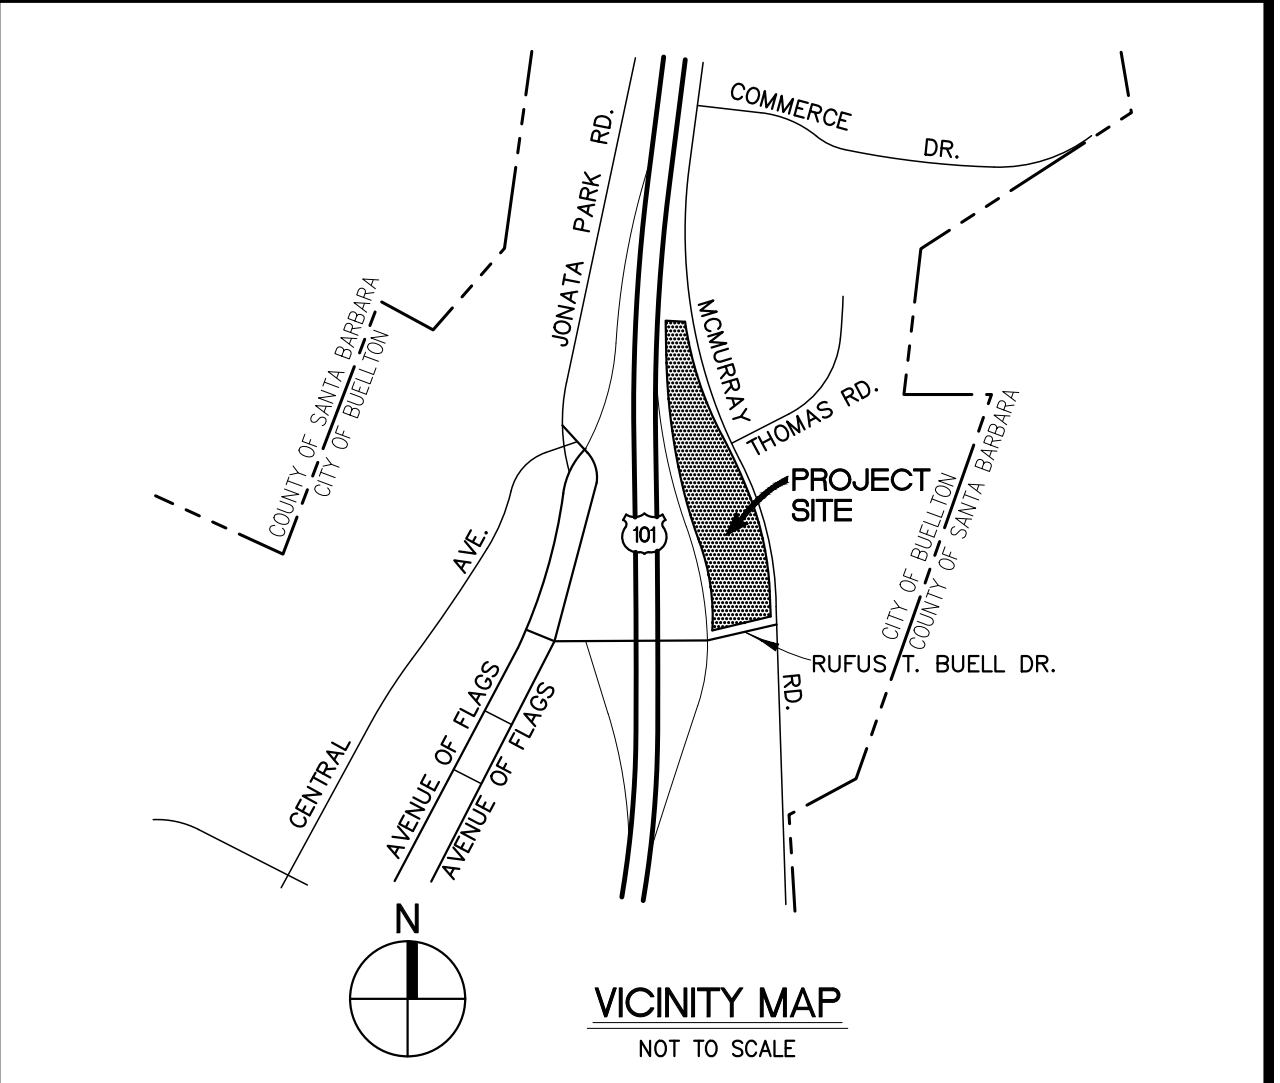 COMMERCE DR.
JONATA PARK RD.
COUNTY OF SANTA BARBARA
CITY OF BUELLTON
MCMURRAY
THOMAS RD.
PROJECT
SITE
101
CITY OF BUELLTON
COUNTY OF SANTA BARBARA
RUFUS T. BUELL DR.
RD.
CENTRAL AVE.
AVENUE OF FLAGS
AVENUE OF FLAGS
N
VICINITY MAP
NOT TO SCALE